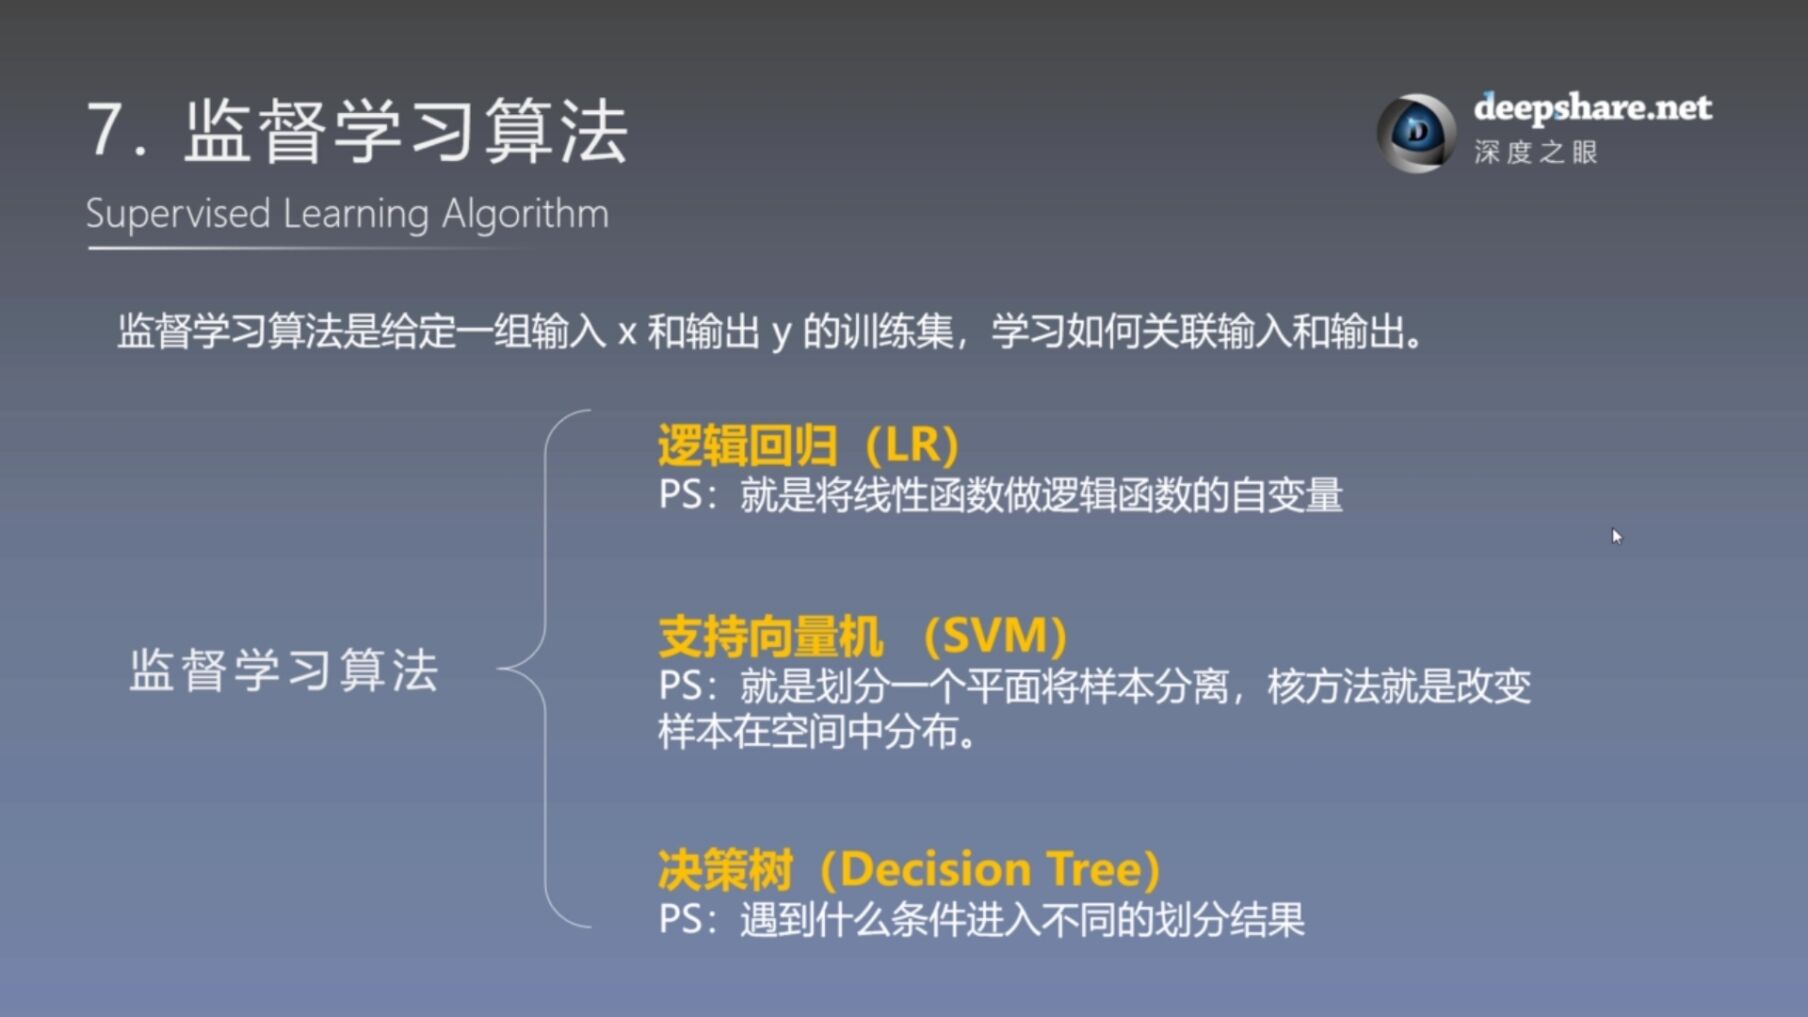 7. 监督学习算法
Supervised Learning Algorithm
deepshare.net
深度之眼
监督学习算法是给定一组输入 x 和输出 y 的训练集，学习如何关联输入和输出。
监督学习算法
逻辑回归（LR）
PS：就是将线性函数做逻辑函数的自变量
支持向量机 （SVM）
PS：就是划分一个平面将样本分离，核方法就是改变
样本在空间中分布。
决策树（Decision Tree）
PS：遇到什么条件进入不同的划分结果